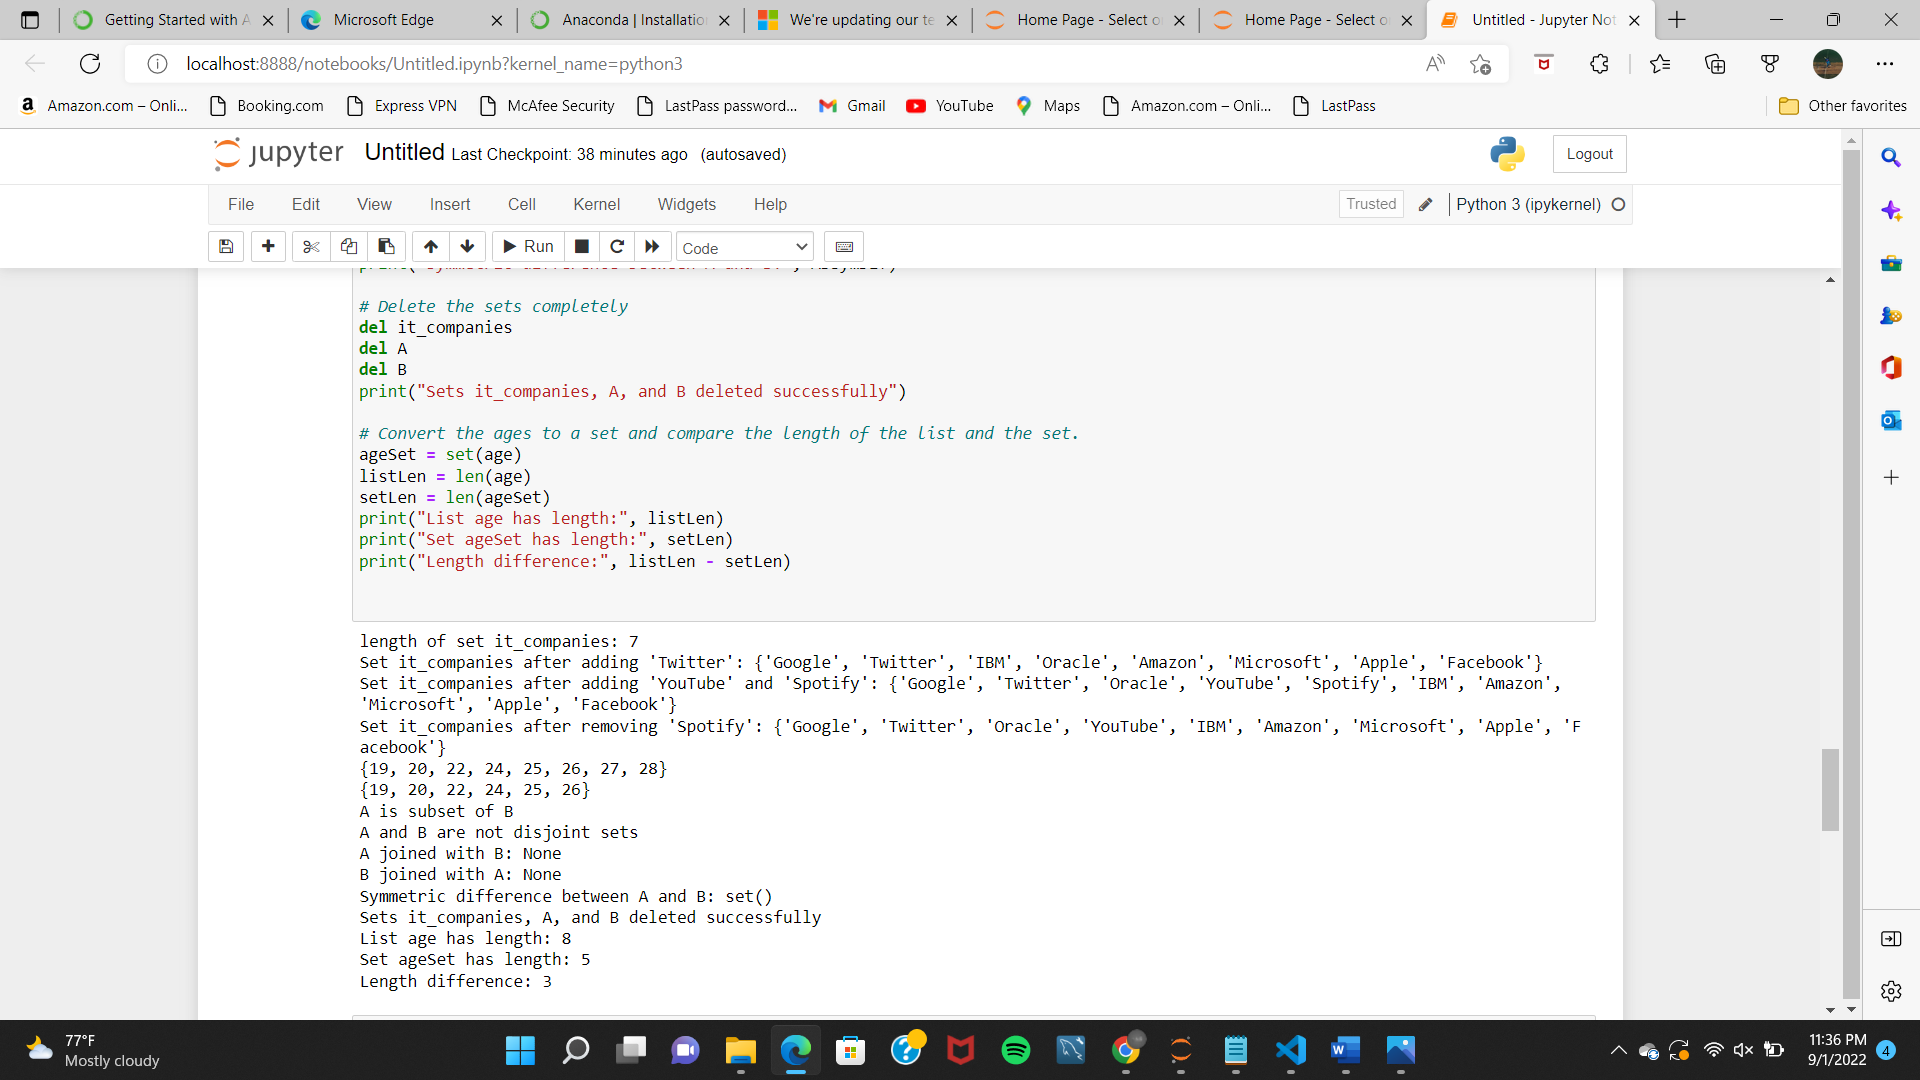 Getting Started with A
Microsoft Edge
Anaconda | Installatio
We're updating our te
Home Page - Select o
Home Page - Select o
Untitled - Jupyter Not
localhost:8888/notebooks/Untitled.ipynb?kernel_name=python3
Amazon.com – Onli...
Booking.com
Express VPN
McAfee Security
LastPass password...
Gmail
YouTube
Maps
Amazon.com – Onli...
LastPass
Other favorites
jupyter Untitled Last Checkpoint: 38 minutes ago (autosaved)
Logout
File Edit View Insert Cell Kernel Widgets Help
Trusted
Python 3 (ipykernel)
Run
Code
# Delete the sets completely
del it_companies
del A
del B
print("Sets it_companies, A, and B deleted successfully")
# Convert the ages to a set and compare the length of the list and the set.
ageSet = set(age)
listLen = len(age)
setLen = len(ageSet)
print("List age has length:", listLen)
print("Set ageSet has length:", setLen)
print("Length difference:", listLen - setLen)
length of set it_companies: 7
Set it_companies after adding 'Twitter': {'Google', 'Twitter', 'IBM', 'Oracle', 'Amazon', 'Microsoft', 'Apple', 'Facebook'}
Set it_companies after adding 'YouTube' and 'Spotify': {'Google', 'Twitter', 'Oracle', 'YouTube', 'Spotify', 'IBM', 'Amazon',
'Microsoft', 'Apple', 'Facebook'}
Set it_companies after removing 'Spotify': {'Google', 'Twitter', 'Oracle', 'YouTube', 'IBM', 'Amazon', 'Microsoft', 'Apple', 'F
acebook'}
{19, 20, 22, 24, 25, 26, 27, 28}
{19, 20, 22, 24, 25, 26}
A is subset of B
A and B are not disjoint sets
A joined with B: None
B joined with A: None
Symmetric difference between A and B: set()
Sets it_companies, A, and B deleted successfully
List age has length: 8
Set ageSet has length: 5
Length difference: 3
77°F
Mostly cloudy
11:36 PM
9/1/2022
4